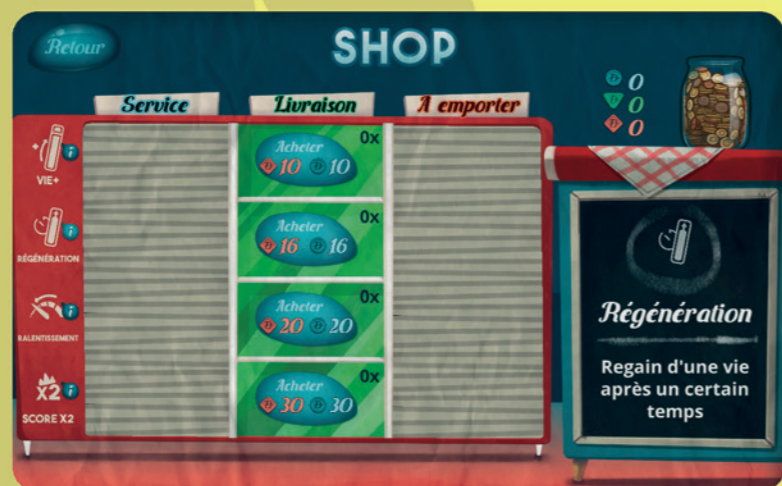 Retour
SHOP
0
0
0
Service
Livraison
A emporter
VIE+
0x
Acheter
10 10
RÉGÉNÉRATION
0x
Acheter
16 16
RALENTISSEMENT
0x
Acheter
20 20
X2
SCORE X2
0x
Acheter
30 30
Régénération
Regain d'une vie
après un certain
temps